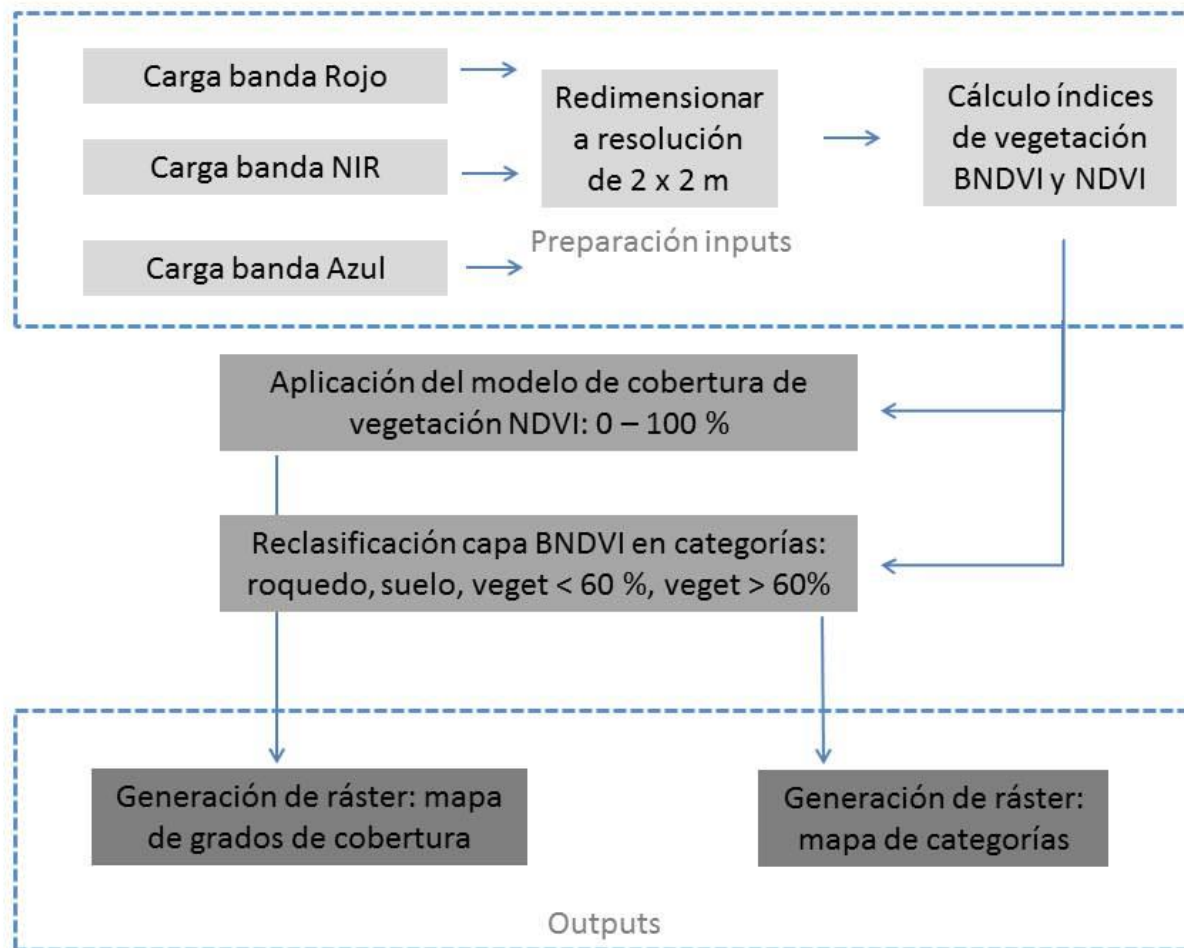 Carga banda Rojo
Carga banda NIR
Carga banda Azul
Redimensionar
a resolución
de 2 x 2 m
Preparación inputs
Cálculo índices
de vegetación
BNDVI y NDVI
Aplicación del modelo de cobertura de
vegetación NDVI: 0 – 100 %
Reclasificación capa BNDVI en categorías:
roquedo, suelo, veget < 60 %, veget > 60%
Generación de ráster: mapa
de grados de cobertura
Generación de ráster:
mapa de categorías
Outputs